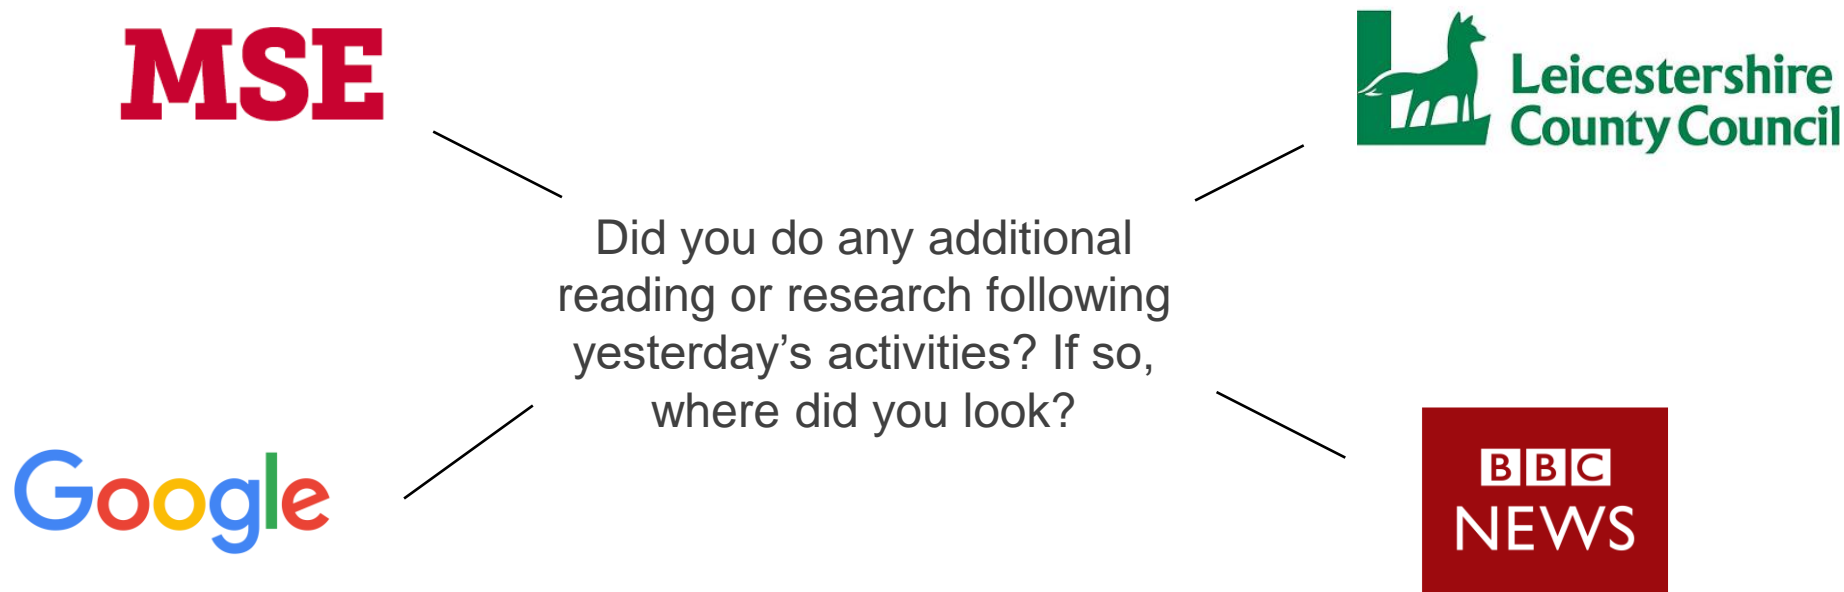 MSE
Leicestershire
County Council
Did you do any additional
reading or research following
yesterday’s activities? If so,
where did you look?
Google
BBC
NEWS